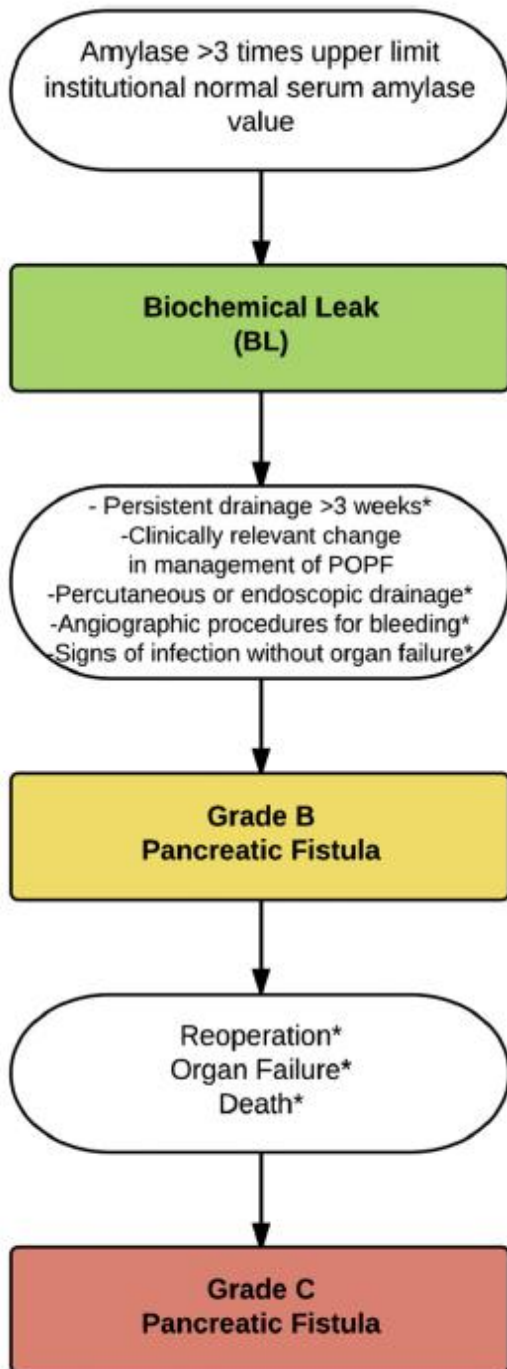 Amylase >3 times upper limit
institutional normal serum amylase
value
Biochemical Leak
(BL)
- Persistent drainage >3 weeks*
-Clinically relevant change
in management of POPF
-Percutaneous or endoscopic drainage*
-Angiographic procedures for bleeding*
-Signs of infection without organ failure*
Grade B
Pancreatic Fistula
Reoperation*
Organ Failure*
Death*
Grade C
Pancreatic Fistula